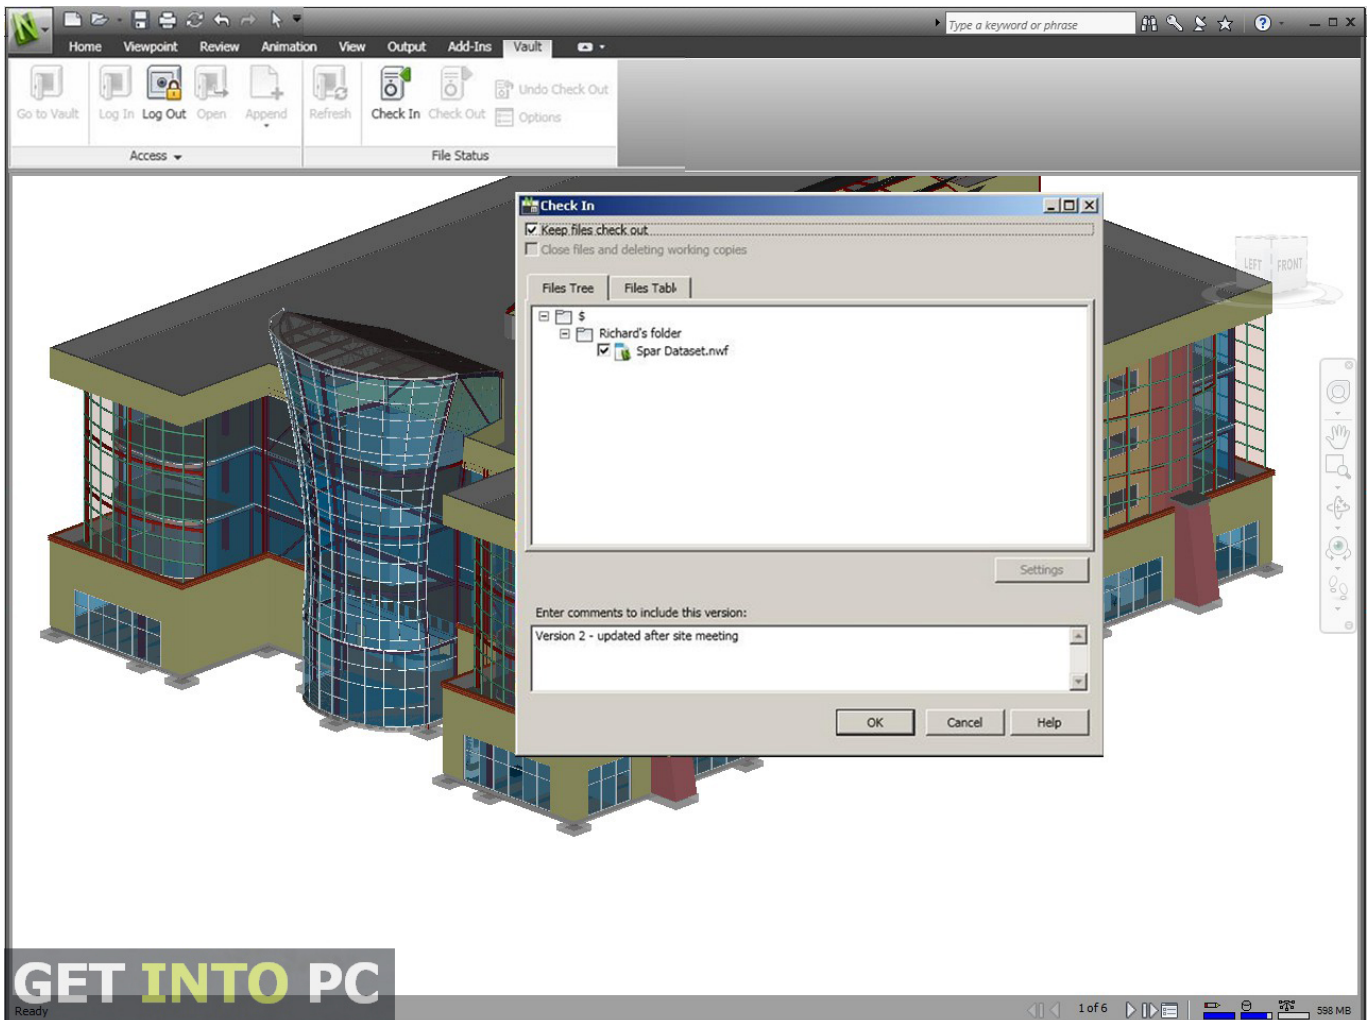 Type a keyword or phrase
Home Viewpoint Review Animation View Output Add-Ins Vault
Go to Vault Log In Log Out Open Append Refresh Check In Check Out Undo Check Out
Options
Access File Status
Check In
Keep files check out
Close files and deleting working copies
Files Tree Files Tabl
$
Richard's folder
Spar Dataset.nwf
LEFT FRONT
Settings
Enter comments to include this version:
Version 2 - updated after site meeting
OK Cancel Help
GET INTO PC
Ready
1 of 6
598 MB